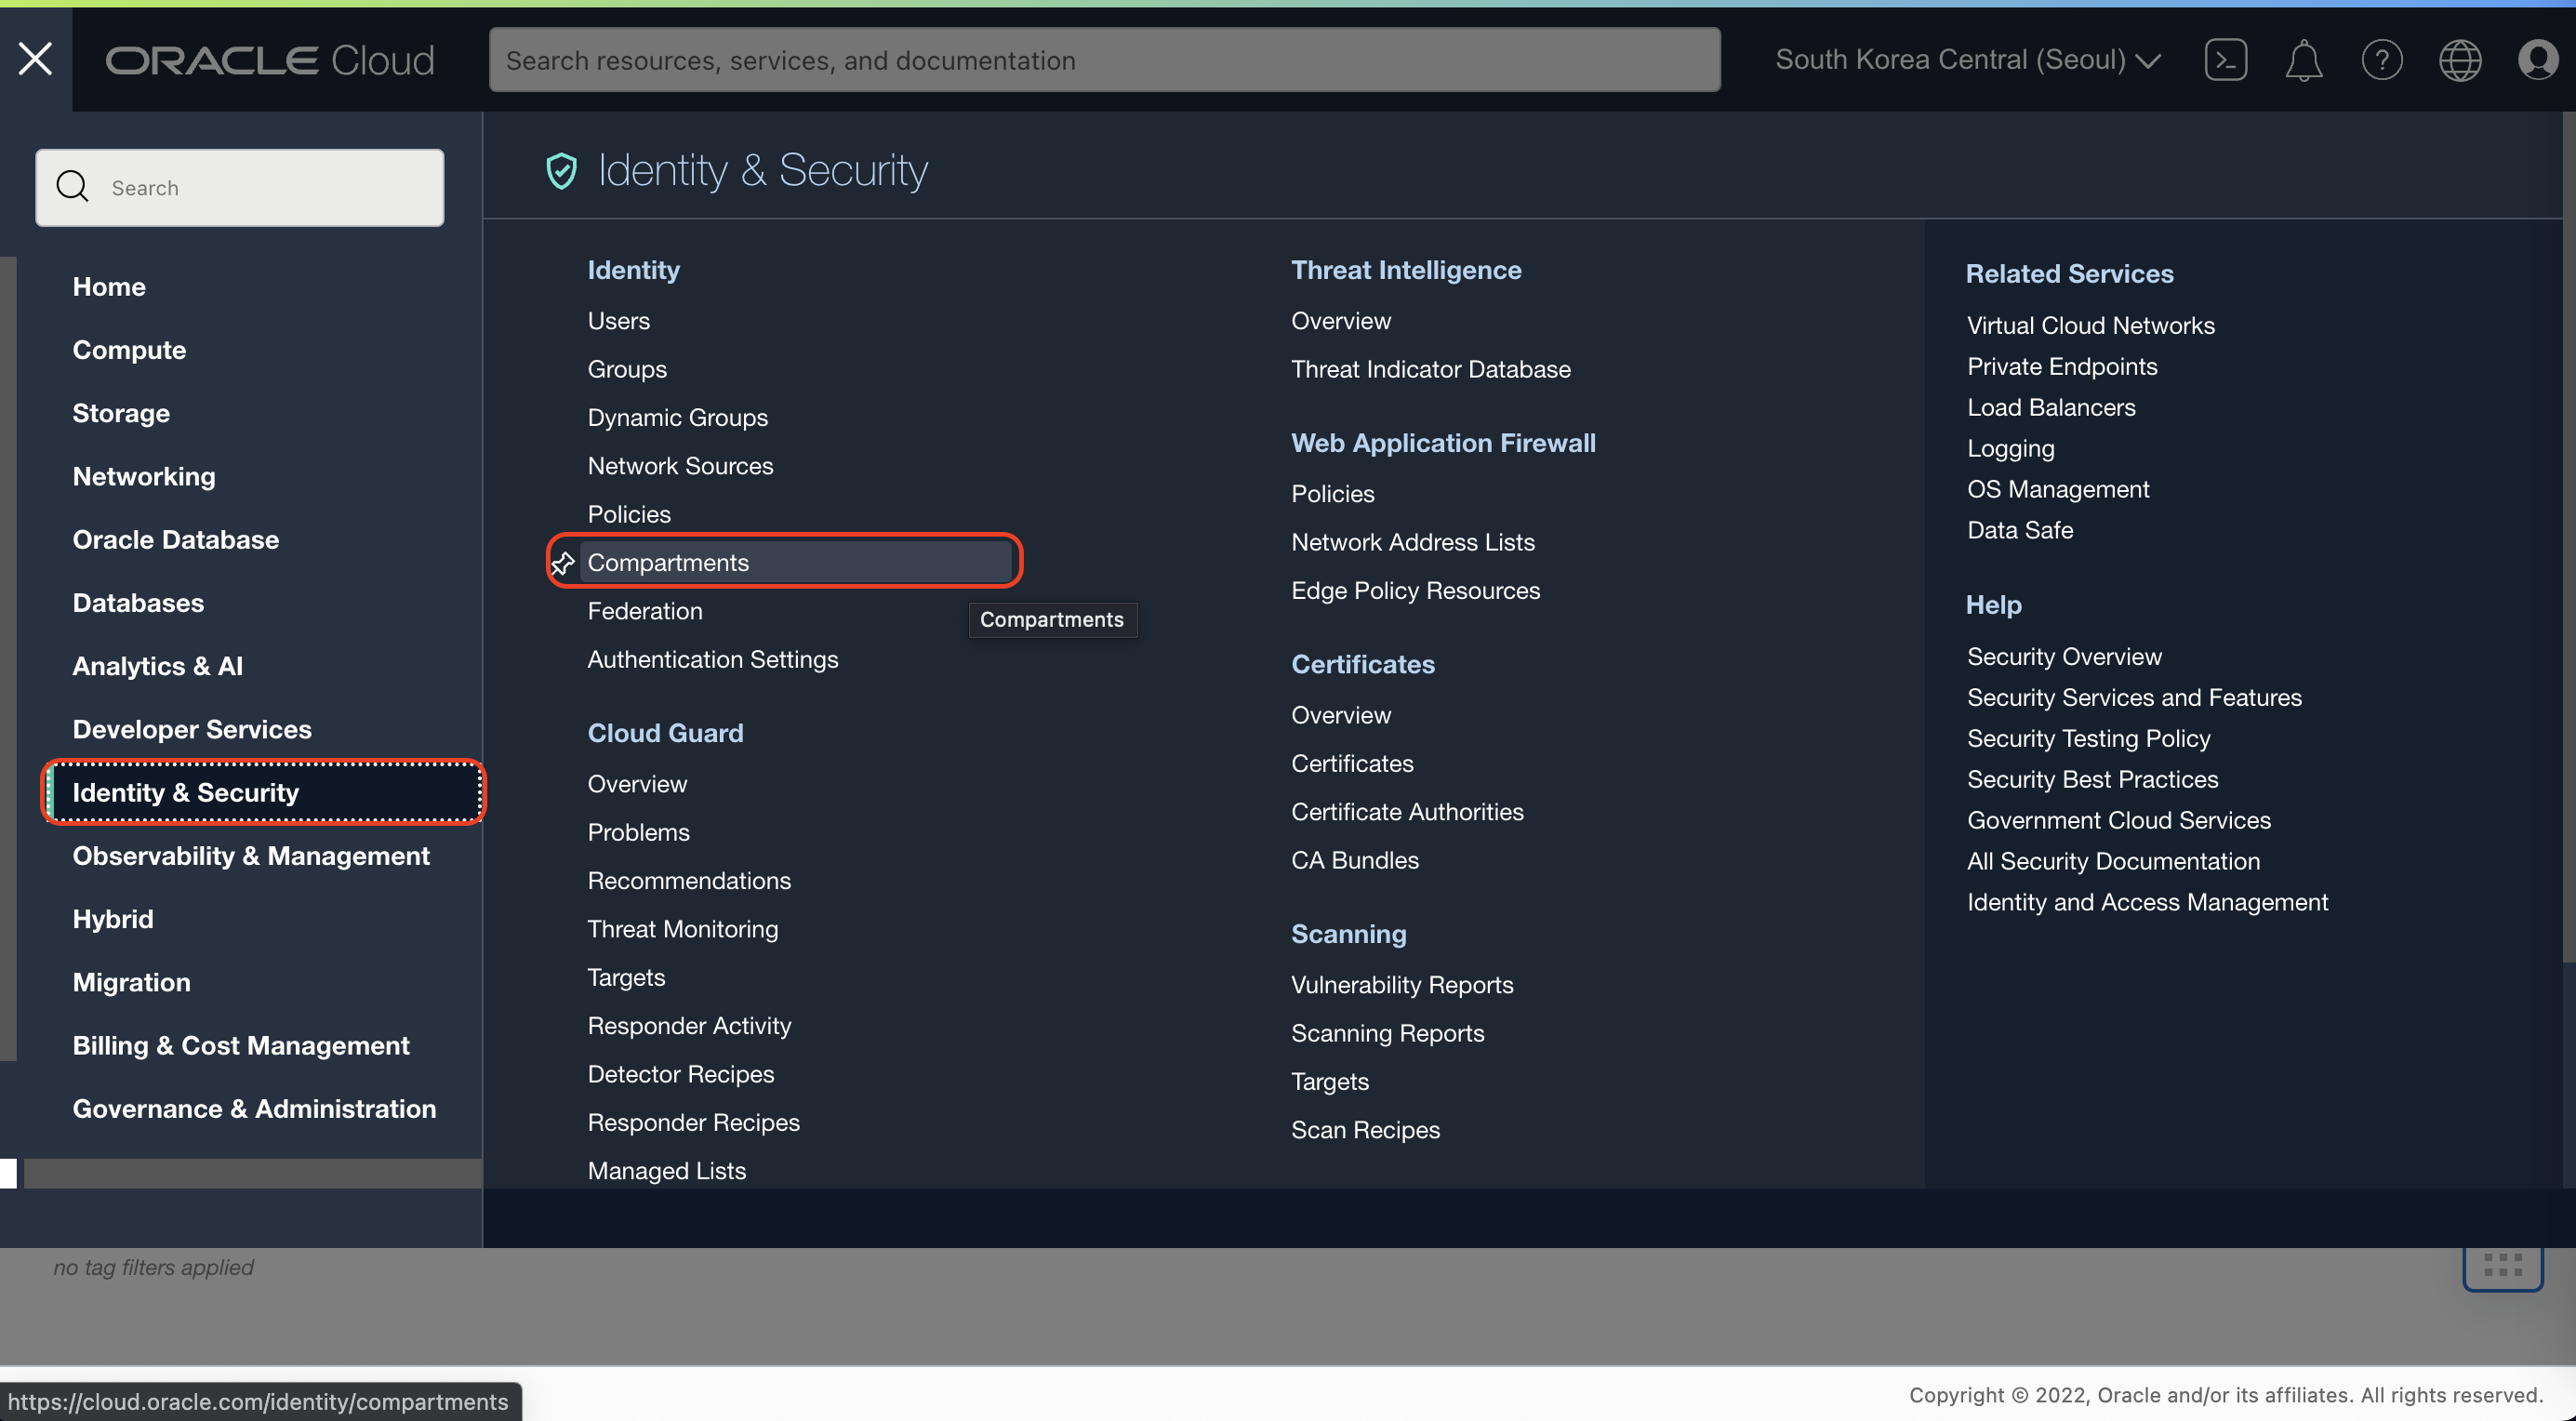 ORACLE Cloud
Search resources, services, and documentation
South Korea Central (Seoul)
Search
Home
Compute
Storage
Networking
Oracle Database
Databases
Analytics & AI
Developer Services
Identity & Security
Observability & Management
Hybrid
Migration
Billing & Cost Management
Governance & Administration
Identity & Security
Identity
Users
Groups
Dynamic Groups
Network Sources
Policies
Compartments
Federation
Compartments
Authentication Settings
Cloud Guard
Overview
Problems
Recommendations
Threat Monitoring
Targets
Responder Activity
Detector Recipes
Responder Recipes
Managed Lists
Threat Intelligence
Overview
Threat Indicator Database
Web Application Firewall
Policies
Network Address Lists
Edge Policy Resources
Certificates
Overview
Certificates
Certificate Authorities
CA Bundles
Scanning
Vulnerability Reports
Scanning Reports
Targets
Scan Recipes
Related Services
Virtual Cloud Networks
Private Endpoints
Load Balancers
Logging
OS Management
Data Safe
Help
Security Overview
Security Services and Features
Security Testing Policy
Security Best Practices
Government Cloud Services
All Security Documentation
Identity and Access Management
no tag filters applied
https://cloud.oracle.com/identity/compartments
Copyright © 2022, Oracle and/or its affiliates. All rights reserved.